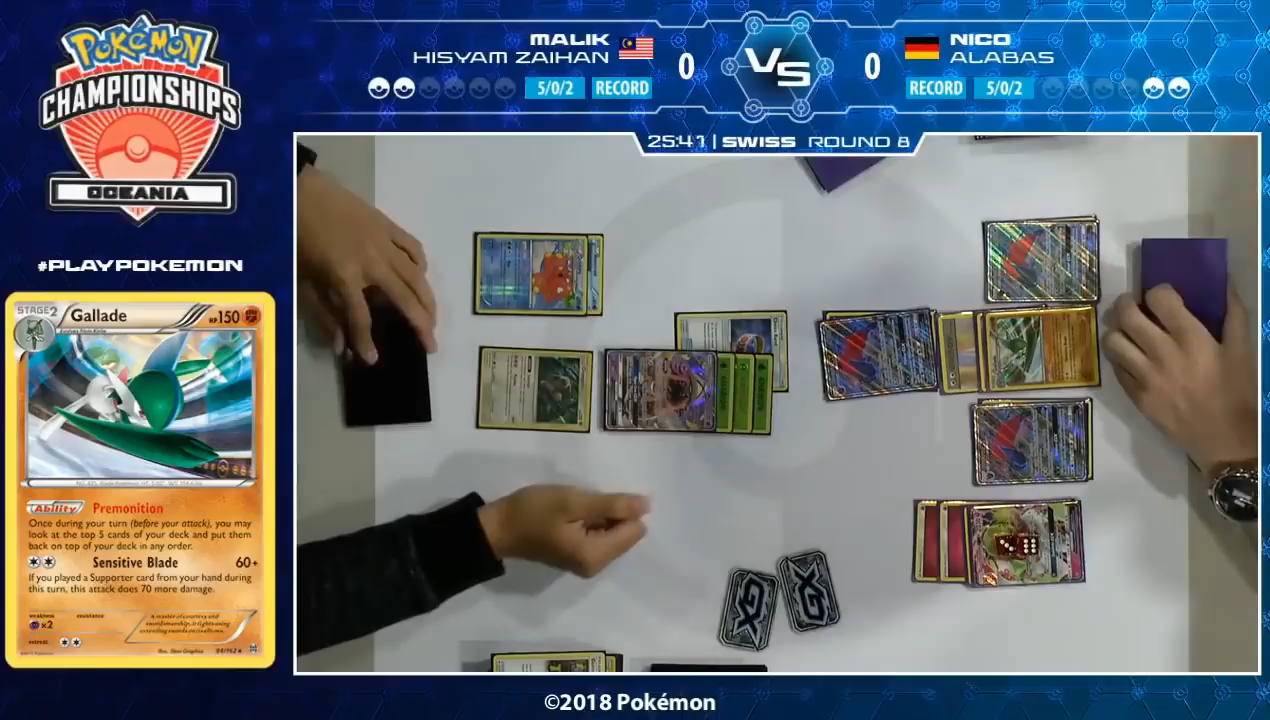 POKÉMON
CHAMPIONSHIPS
OCEANIA
#PLAYPOKEMON
MALIK
HISYAM ZAIHAN
0
5/0/2
RECORD
VS
0
NICO
ALABAS
RECORD
5/0/2
25:41 | SWISS ROUND 8
STAGE2
Gallade
HP150
Ability
Premonition
Once during your turn (before your attack), you may
look at the top 5 cards of your deck and put them
back on top of your deck in any order.
Sensitive Blade
60+
If you played a Supporter card from your hand during
this turn, this attack does 70 more damage.
weakness
resistance
x2
retreat
GX
GX
©2018 Pokémon